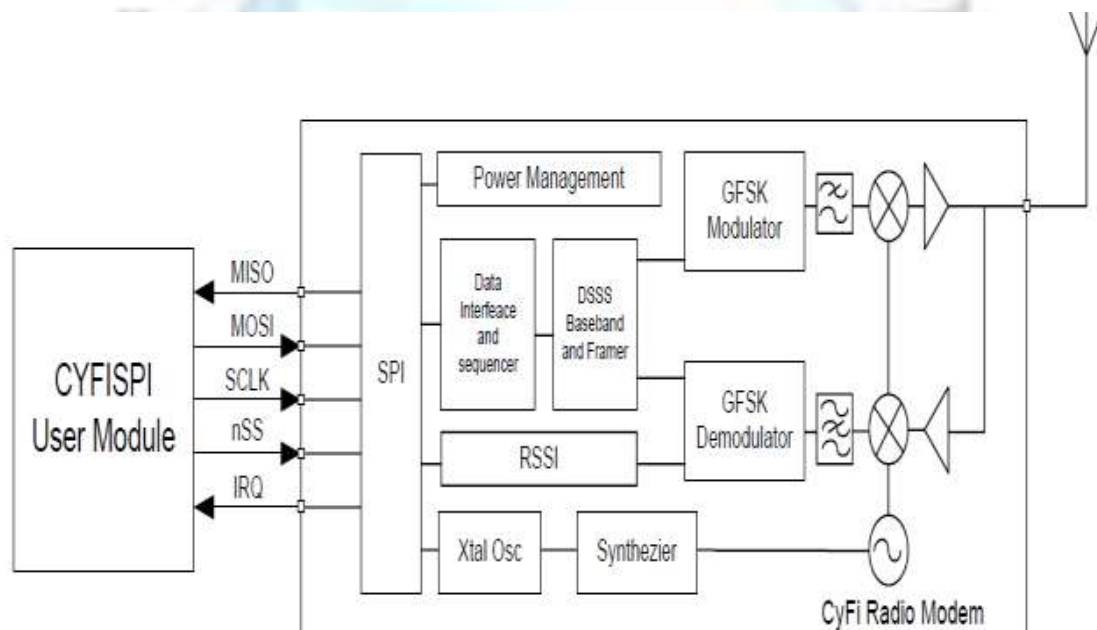 Power Management
GFSK
Modulator
MISO
MOSI
SCLK
nSS
IRQ
CYFISPI
User Module
SPI
Data
Interfeace
and
sequencer
DSSS
Baseband
and Framer
GFSK
Demodulator
RSSI
Xtal Osc
Synthezier
CyFi Radio Modem